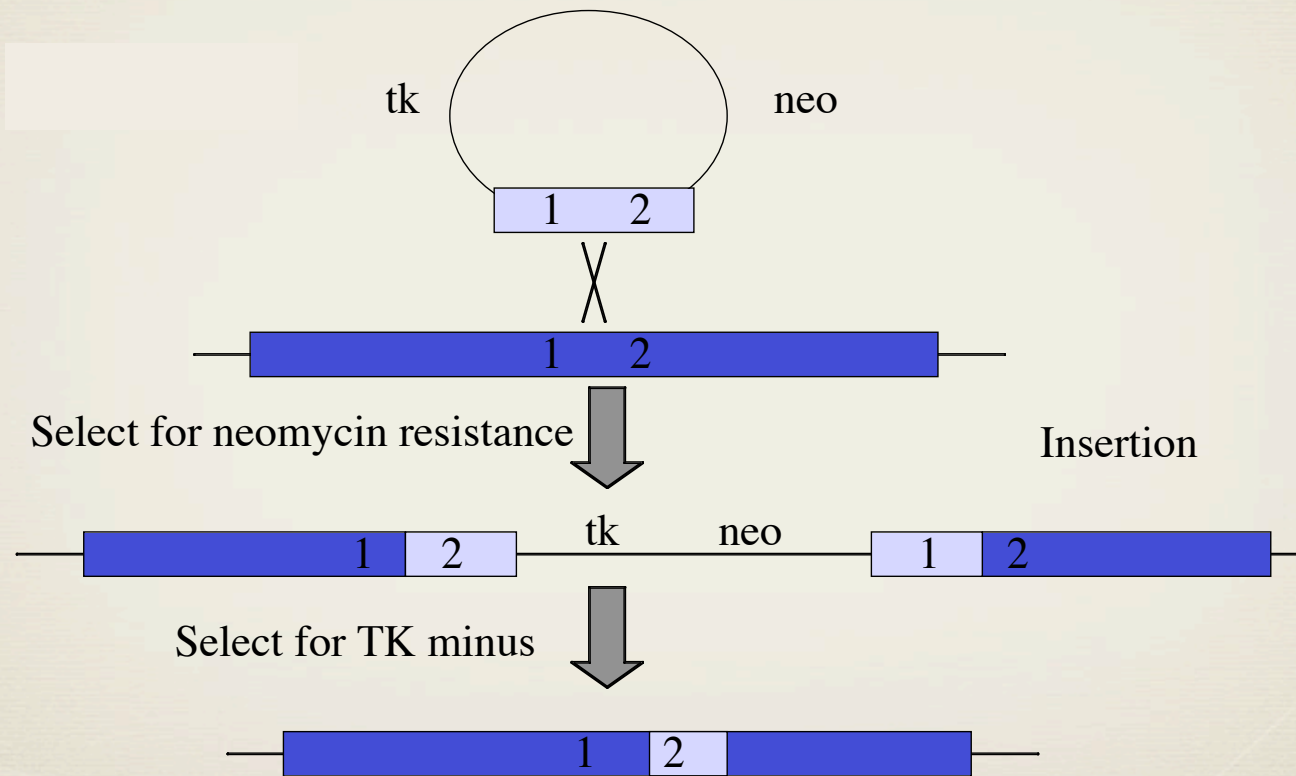 tk neo
1 2
1 2
Select for neomycin resistance
Insertion
tk neo
1 2 1 2
Select for TK minus
1 2